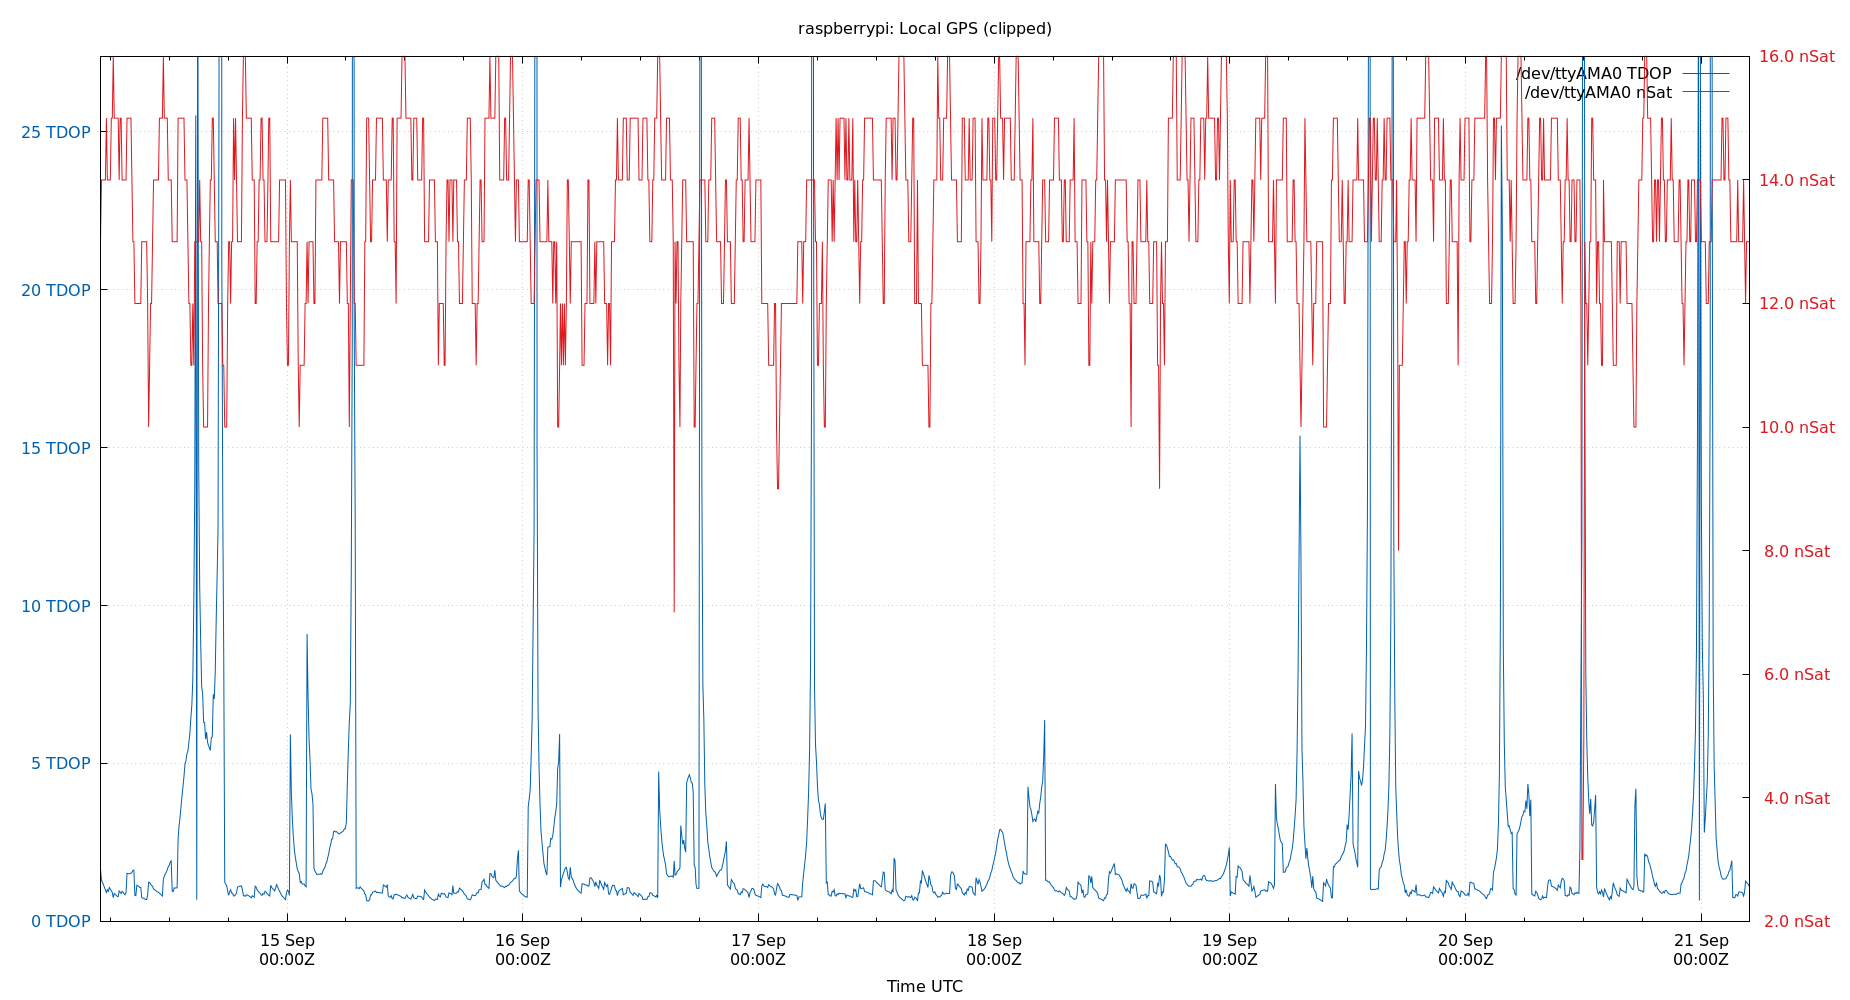 raspberrypi: Local GPS (clipped)
16.0 nSat
/dev/ttyAMA0 TDOP
/dev/ttyAMA0 nSat
25 TDOP
14.0 nSat
20 TDOP
12.0 nSat
15 TDOP
10.0 nSat
8.0 nSat
10 TDOP
6.0 nSat
5 TDOP
4.0 nSat
0 TDOP
2.0 nSat
15 Sep 16 Sep 17 Sep 18 Sep 19 Sep 20 Sep 21 Sep
00:00Z 00:00Z 00:00Z 00:00Z 00:00Z 00:00Z 00:00Z
Time UTC